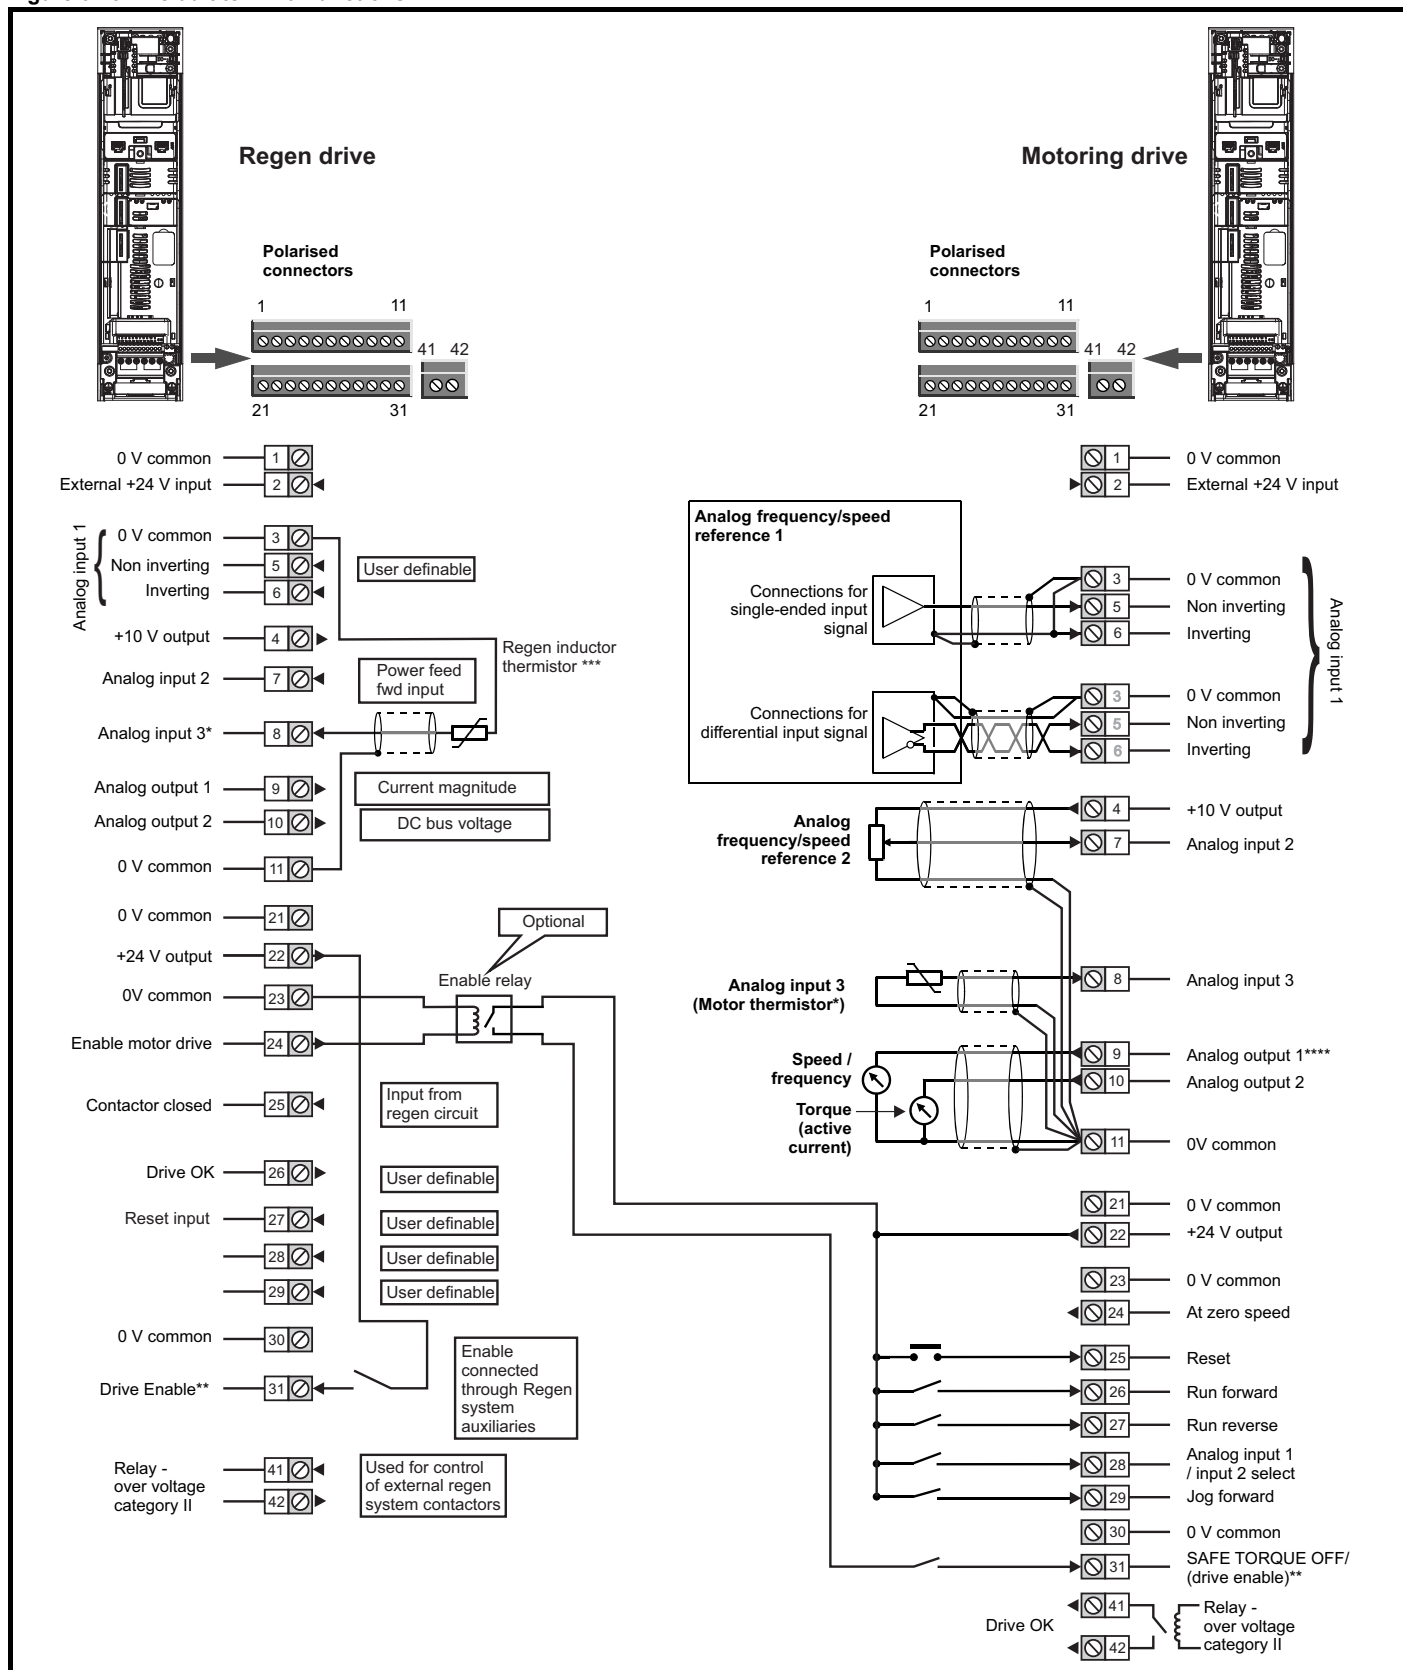 Regen drive
Motoring drive
Polarised
connectors
1 11
41 42
21 31
Polarised
connectors
1 11
41 42
21 31
0 V common 1
External +24 V input 2
Analog input 1
0 V common 3
Non inverting 5
Inverting 6
User definable
+10 V output 4
Regen inductor
thermistor ***
Analog input 2 7
Power feed
fwd input
Analog input 3* 8
Analog output 1 9
Current magnitude
Analog output 2 10
DC bus voltage
0 V common 11
0 V common 21
Optional
+24 V output 22
Enable relay
0V common 23
Enable motor drive 24
Contactor closed 25
Input from
regen circuit
Drive OK 26
User definable
Reset input 27
User definable
28
User definable
29
User definable
0 V common 30
Drive Enable** 31
Enable
connected
through Regen
system
auxiliaries
Relay -
over voltage
category II
41
42
Used for control
of external regen
system contactors
1 0 V common
2 External +24 V input
Analog frequency/speed
reference 1
Connections for
single-ended input
signal
3 0 V common
5 Non inverting
6 Inverting
Analog input 1
Connections for
differential input signal
3 0 V common
5 Non inverting
6 Inverting
Analog
frequency/speed
reference 2
4 +10 V output
7 Analog input 2
Analog input 3
(Motor thermistor*)
8 Analog input 3
Speed /
frequency
Torque
(active
current)
9 Analog output 1****
10 Analog output 2
11 0V common
21 0 V common
22 +24 V output
23 0 V common
24 At zero speed
25 Reset
26 Run forward
27 Run reverse
28 Analog input 1
/ input 2 select
29 Jog forward
30 0 V common
31 SAFE TORQUE OFF/
(drive enable)**
Drive OK
41
42
Relay -
over voltage
category II